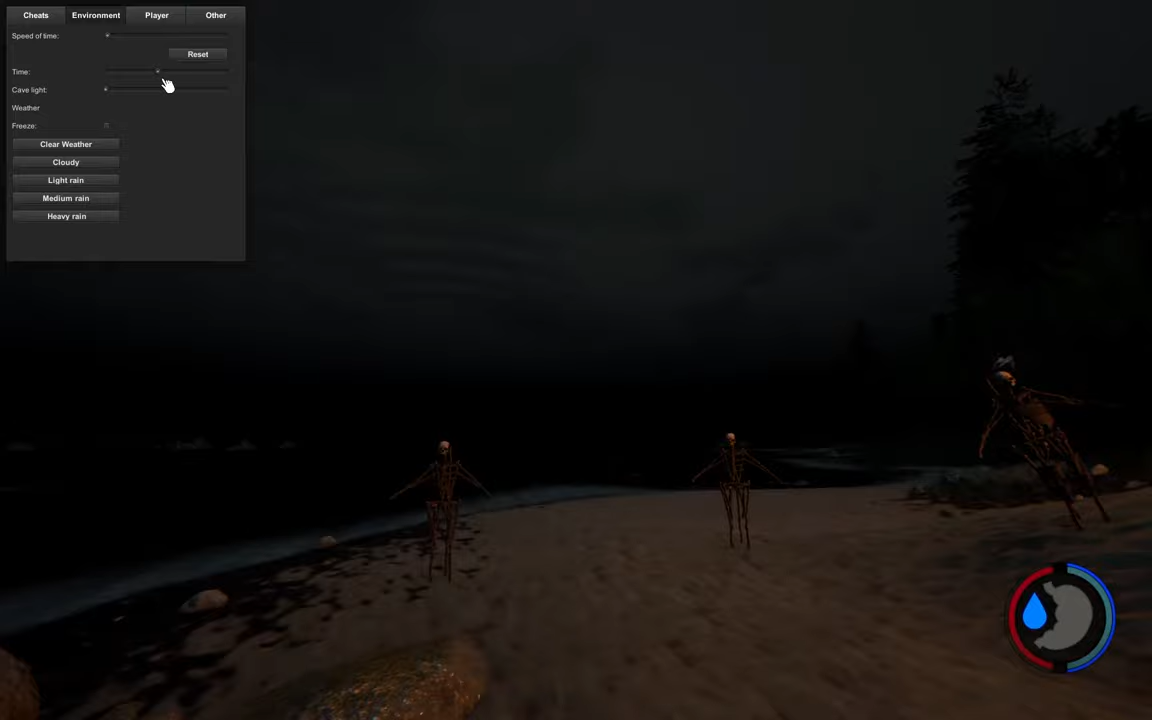 Cheats Environment Player Other
Speed of time:
Reset
Time:
Cave light:
Weather
Freeze:
Clear Weather
Cloudy
Light rain
Medium rain
Heavy rain